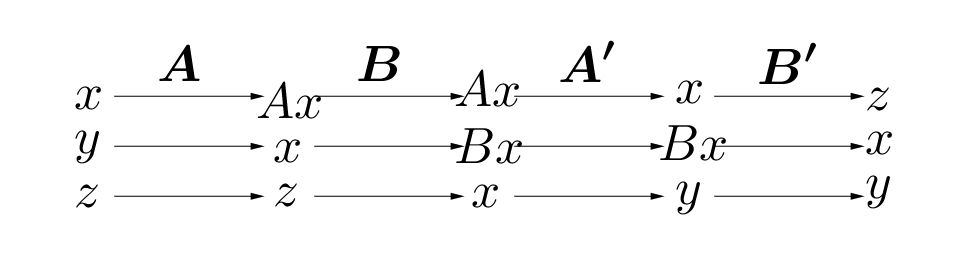 A B A′ B′
x Ax Ax x z
y x Bx Bx x
z z x y y